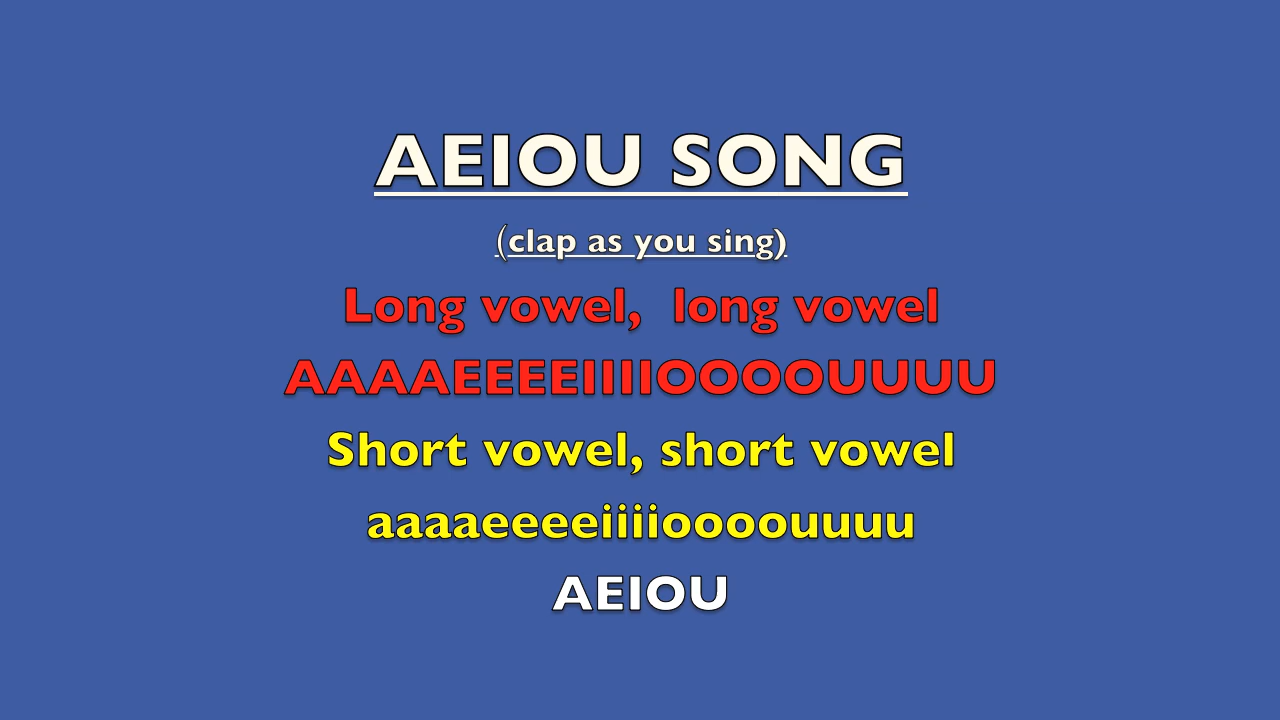 AEIOU SONG
(clap as you sing)
Long vowel,  long vowel
AAAAEEEEIIIIOOOOUUUU
Short vowel, short vowel
aaaaeeeeiiiioooouuuu
AEIOU